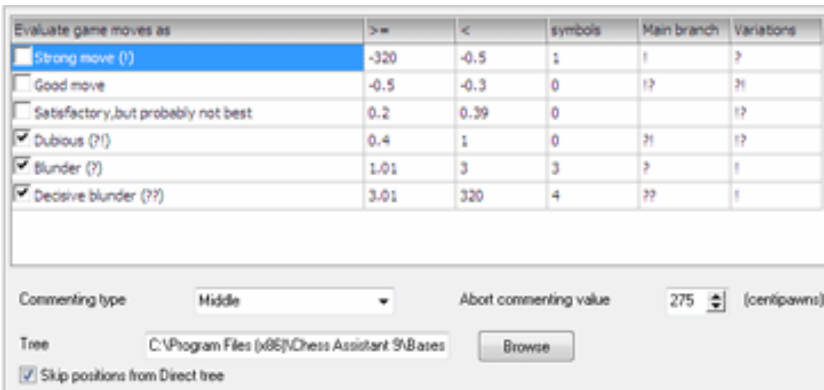 Evaluate game moves as >= < symbols Main branch Variations
Strong move (!) -320 -0.5 1 ! ?
Good move -0.5 -0.3 0 !? ?!
Satisfactory,but probably not best 0.2 0.39 0 !?
Dubious (?!) 0.4 1 0 ?! !?
Blunder (?) 1.01 3 3 ? !
Decisive blunder (??) 3.01 320 4 ?? !
Commenting type Middle Abort commenting value 275 (centipawns)
Tree C:\Program Files (x86)\Chess Assistant 9\Bases Browse
Skip positions from Direct tree